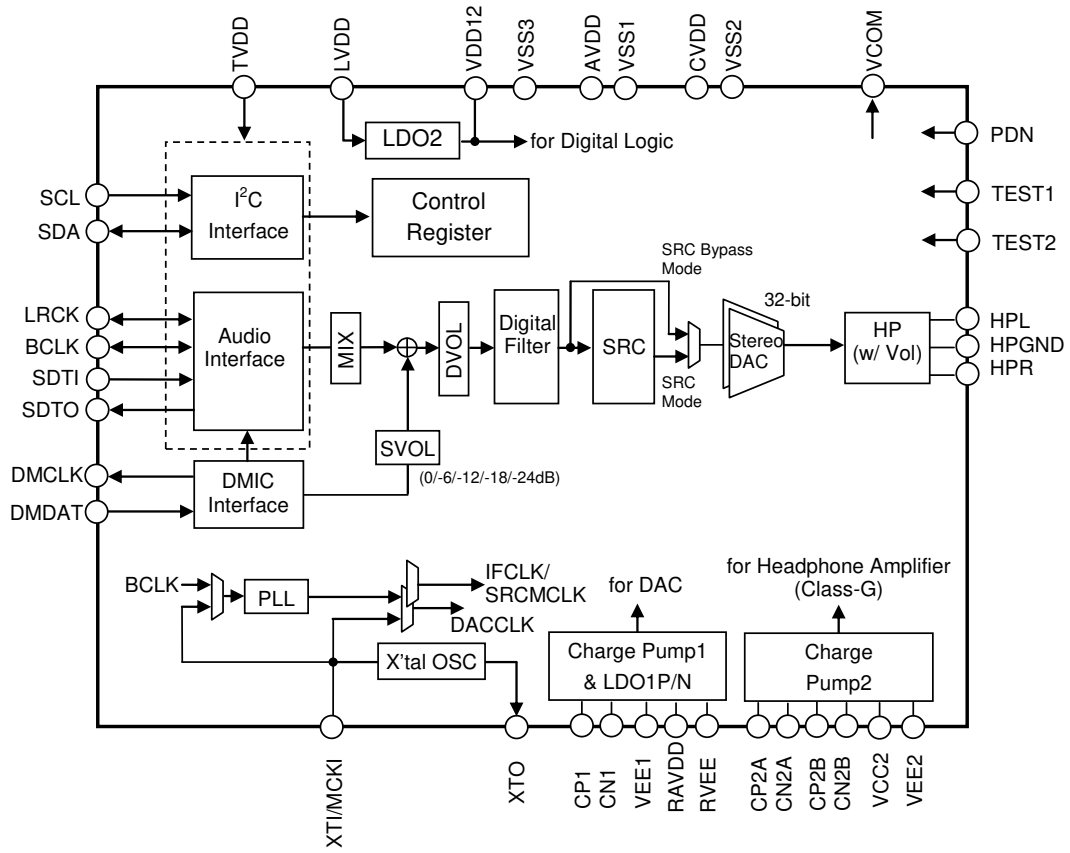 TVDD
LVDD
VDD12
VSS3
AVDD
VSS1
CVDD
VSS2
VCOM
PDN
TEST1
TEST2
LDO2
for Digital Logic
SCL
SDA
I²C
Interface
Control
Register
LRCK
BCLK
SDTI
SDTO
Audio
Interface
MIX
DVOL
Digital
Filter
SRC
SRC Bypass
Mode
SRC
Mode
32-bit
Stereo
DAC
HP
(w/ Vol)
HPL
HPGND
HPR
SVOL
(0/-6/-12/-18/-24dB)
DMCLK
DMDAT
DMIC
Interface
BCLK
PLL
IFCLK/
SRCMCLK
DACCLK
X'tal OSC
for DAC
Charge Pump1
& LDO1P/N
for Headphone Amplifier
(Class-G)
Charge
Pump2
XTI/MCKI
XTO
CP1
CN1
VEE1
RAVDD
RVEE
CP2A
CN2A
CP2B
CN2B
VCC2
VEE2